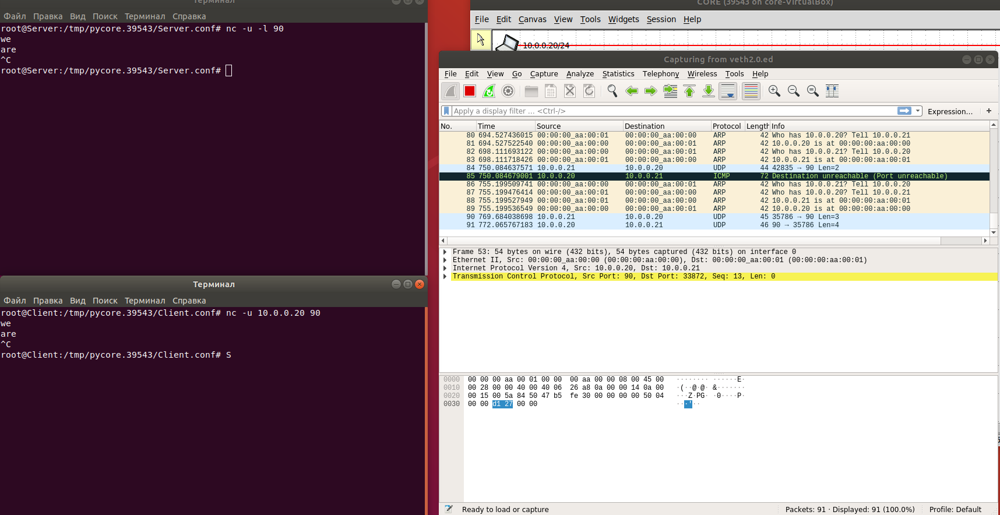 Терминал
Файл Правка Вид Поиск Терминал Справка
root@Server:/tmp/pycore.39543/Server.conf# nc -u -l 90
we
are
^C
root@Server:/tmp/pycore.39543/Server.conf#
Терминал
Файл Правка Вид Поиск Терминал Справка
root@Client:/tmp/pycore.39543/Client.conf# nc -u 10.0.0.20 90
we
are
^C
root@Client:/tmp/pycore.39543/Client.conf# S
CORE (39543 on core-VirtualBox)
File Edit Canvas View Tools Widgets Session Help
10.0.0.20/24
Capturing from veth2.0.ed
File Edit View Go Capture Analyze Statistics Telephony Wireless Tools Help
Apply a display filter ... <Ctrl-/> Expression... +
No. Time Source Destination Protocol Length Info
80 694.527436015 00:00:00_aa:00:01 00:00:00_aa:00:00 ARP 42 Who has 10.0.0.20? Tell 10.0.0.21
81 694.527522540 00:00:00_aa:00:00 00:00:00_aa:00:01 ARP 42 10.0.0.20 is at 00:00:00:aa:00:00
82 698.111693122 00:00:00_aa:00:00 00:00:00_aa:00:01 ARP 42 Who has 10.0.0.21? Tell 10.0.0.20
83 698.111718426 00:00:00_aa:00:01 00:00:00_aa:00:00 ARP 42 10.0.0.21 is at 00:00:00:aa:00:01
84 750.084637571 10.0.0.21 10.0.0.20 UDP 44 42835 → 90 Len=2
85 750.084679001 10.0.0.20 10.0.0.21 ICMP 72 Destination unreachable (Port unreachable)
86 755.199509741 00:00:00_aa:00:00 00:00:00_aa:00:01 ARP 42 Who has 10.0.0.21? Tell 10.0.0.20
87 755.199476414 00:00:00_aa:00:01 00:00:00_aa:00:00 ARP 42 Who has 10.0.0.20? Tell 10.0.0.21
88 755.199527949 00:00:00_aa:00:01 00:00:00_aa:00:00 ARP 42 10.0.0.21 is at 00:00:00:aa:00:01
89 755.199536549 00:00:00_aa:00:00 00:00:00_aa:00:01 ARP 42 10.0.0.20 is at 00:00:00:aa:00:00
90 769.684038698 10.0.0.21 10.0.0.20 UDP 45 35786 → 90 Len=3
91 772.065767183 10.0.0.20 10.0.0.21 UDP 46 90 → 35786 Len=4
Frame 53: 54 bytes on wire (432 bits), 54 bytes captured (432 bits) on interface 0
Ethernet II, Src: 00:00:00_aa:00:00 (00:00:00:aa:00:00), Dst: 00:00:00_aa:00:01 (00:00:00:aa:00:01)
Internet Protocol Version 4, Src: 10.0.0.20, Dst: 10.0.0.21
Transmission Control Protocol, Src Port: 90, Dst Port: 33872, Seq: 13, Len: 0
0000 00 00 00 aa 00 01 00 00 00 aa 00 00 08 00 45 00 ········ ······E·
0010 00 28 00 00 40 00 40 06 26 a8 0a 00 00 14 0a 00 ·(··@·@· &·······
0020 00 15 00 5a 84 50 47 b5 fe 30 00 00 00 00 50 04 ···Z·PG· ·0····P·
0030 00 00 d1 27 00 00 ···'··
Ready to load or capture Packets: 91 · Displayed: 91 (100.0%) Profile: Default